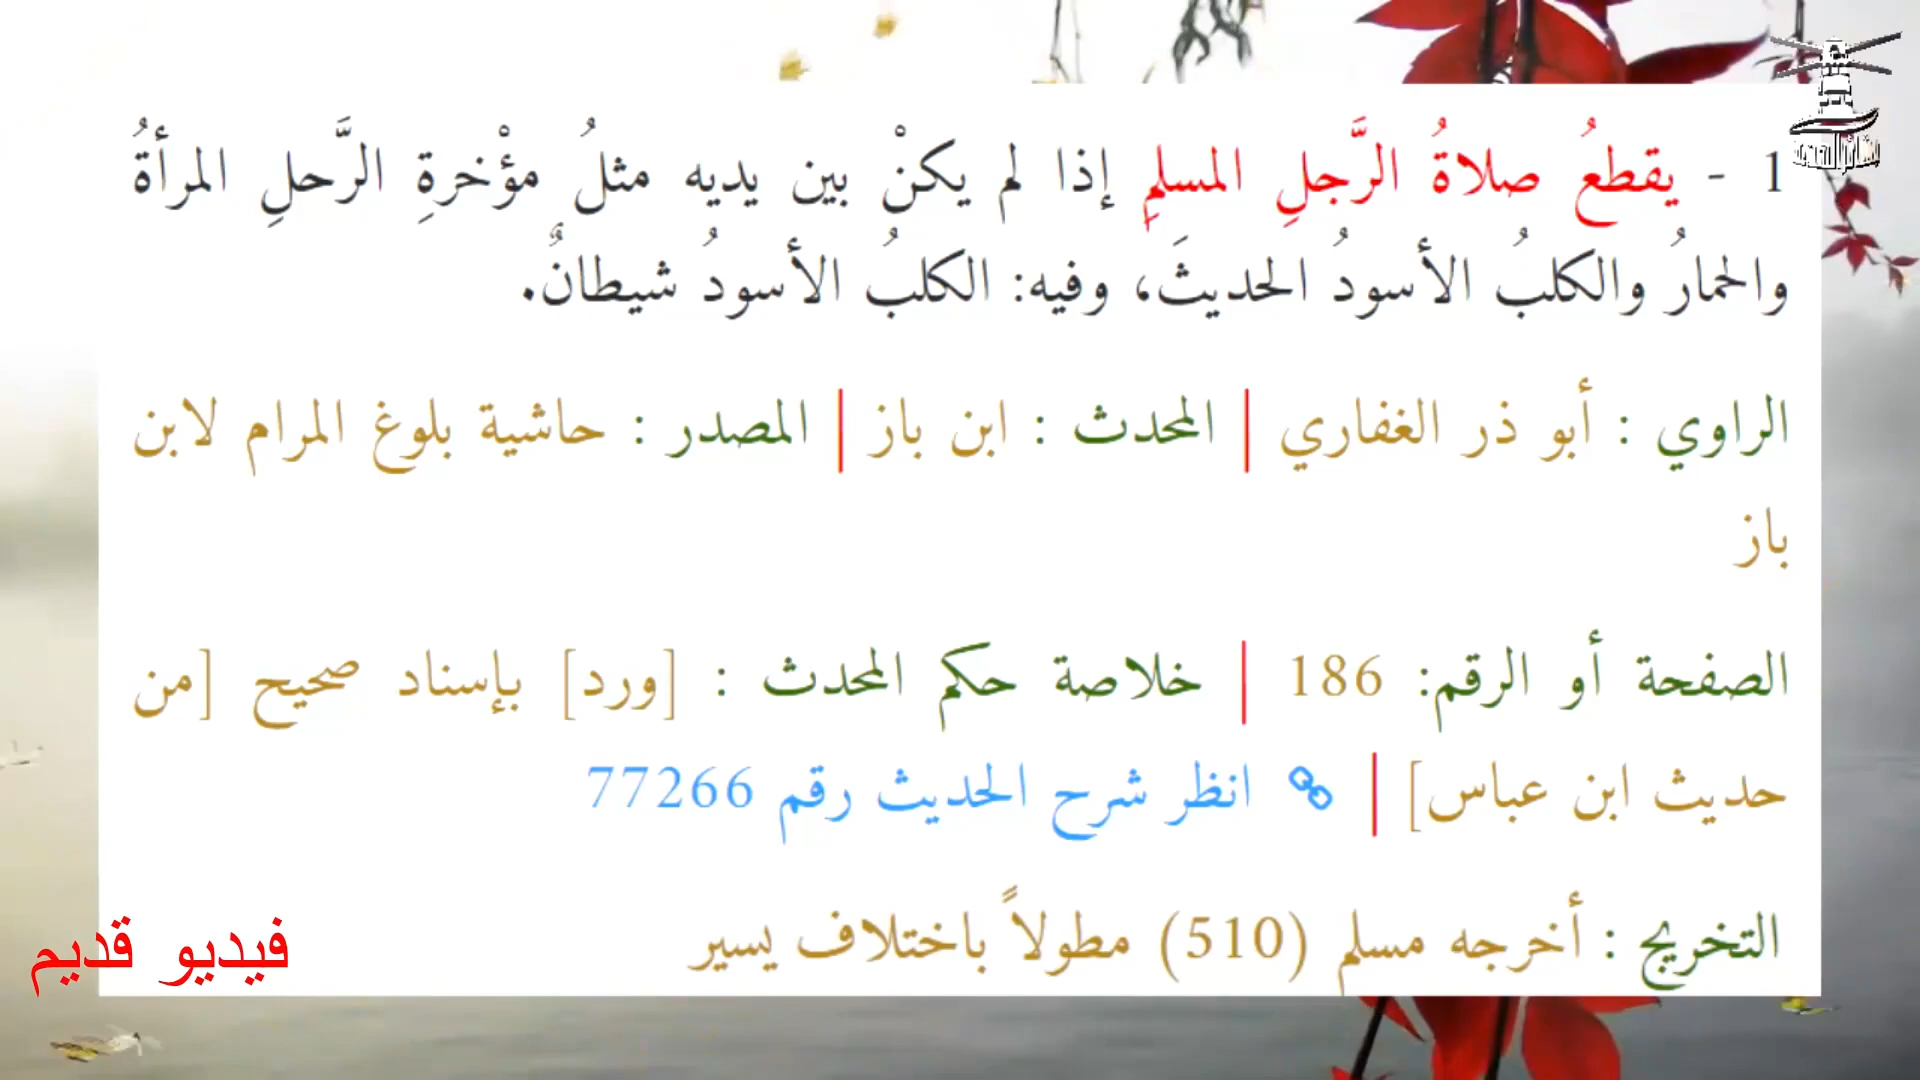 1 - يقطعُ صلاةُ الرَّجلِ المسلمِ إذا لم يكنْ بين يديه مثلُ مؤْخرةِ الرَّحلِ المرأةُ
والحمارُ والكلبُ الأسودُ الحديثَ، وفيه: الكلبُ الأسودُ شيطانٌ.
الراوي : أبو ذر الغفاري | المحدث : ابن باز | المصدر : حاشية بلوغ المرام لابن
باز
الصفحة أو الرقم: 186 | خلاصة حكم المحدث : [ورد] بإسناد صحيح [من
حديث ابن عباس] | انظر شرح الحديث رقم 77266
التخريج : أخرجه مسلم (510) مطولاً باختلاف يسير
فيديو قديم